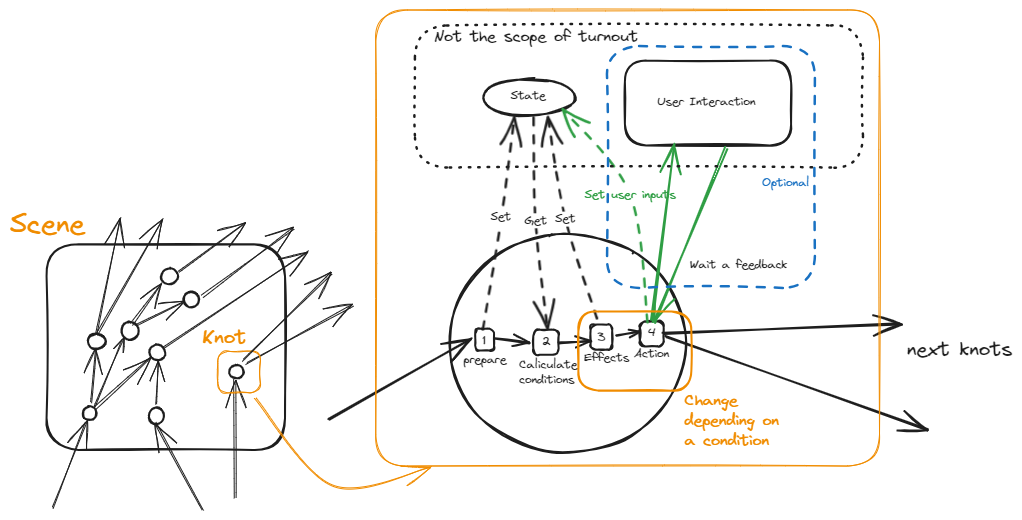 Not the scope of turnout
State
User Interaction
Optional
Set user inputs
Set
Get
Set
Scene
Wait a feedback
Knot
1
2
3
4
prepare
Caliculate
conditions
Effects
Action
next knots
Change
depending on
a condition